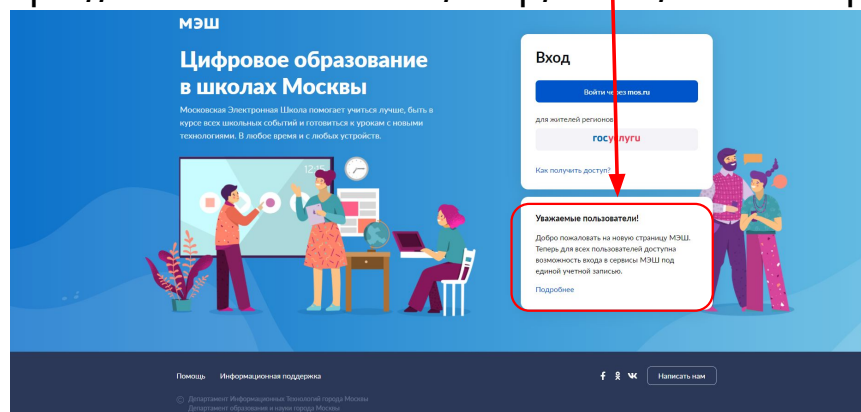 мэш
Цифровое образование
в школах Москвы
Московская Электронная Школа помогает учиться лучше, быть в
курсе всех школьных событий и готовиться к урокам с новыми
технологиями. В любое время и с любых устройств.
12:15
Вход
Войти через mos.ru
для жителей регионов
госуслуги
Как получить доступ?
Уважаемые пользователи!
Добро пожаловать на новую страницу МЭШ.
Теперь для всех пользователей доступна
возможность входа в сервисы МЭШ под
единой учетной записью.
Подробнее
Помощь Информационная поддержка
Написать нам
© Департамент Информационных Технологий города Москвы
Департамент образования и науки города Москвы